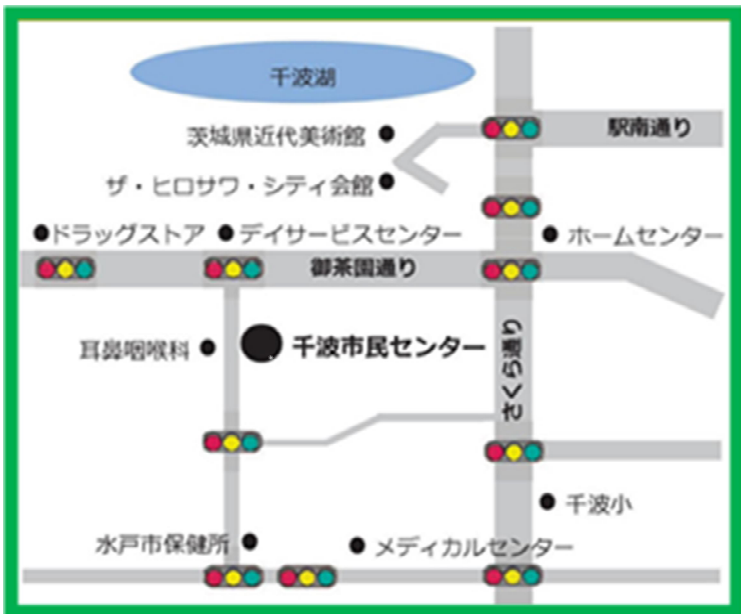 千波湖
駅南通り
茨城県近代美術館
ザ・ヒロサワ・シティ会館
ドラッグストア
デイサービスセンター
ホームセンター
御茶園通り
耳鼻咽喉科
千波市民センター
さくら通り
千波小
水戸市保健所
メディカルセンター